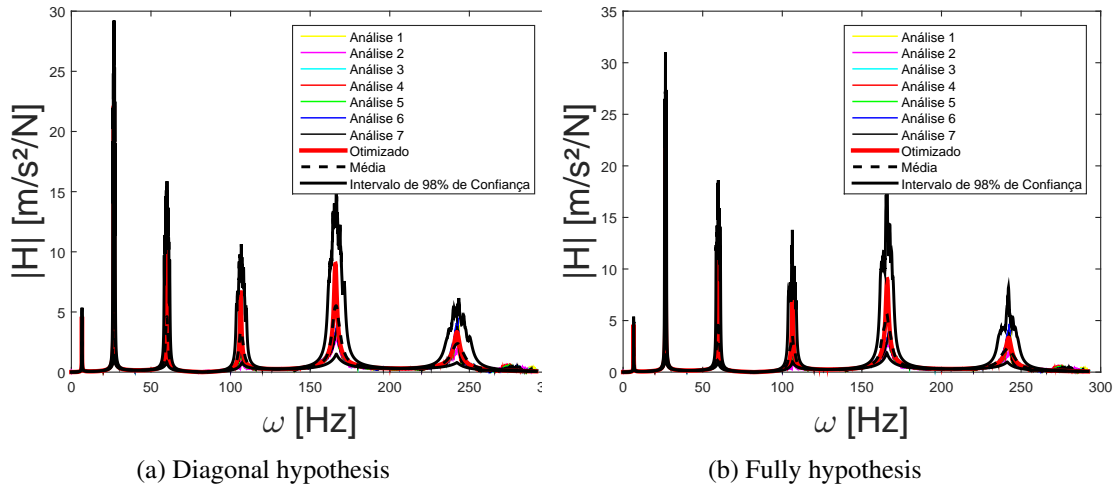 30
25
20
15
10
5
0
|H| [m/s²/N]
0 50 100 150 200 250 3
ω [Hz]
Análise 1
Análise 2
Análise 3
Análise 4
Análise 5
Análise 6
Análise 7
Otimizado
Média
Intervalo de 98% de Confiança
(a) Diagonal hypothesis
35
30
25
20
15
10
5
0
|H| [m/s²/N]
0 50 100 150 200 250 300
ω [Hz]
Análise 1
Análise 2
Análise 3
Análise 4
Análise 5
Análise 6
Análise 7
Otimizado
Média
Intervalo de 98% de Confiança
(b) Fully hypothesis